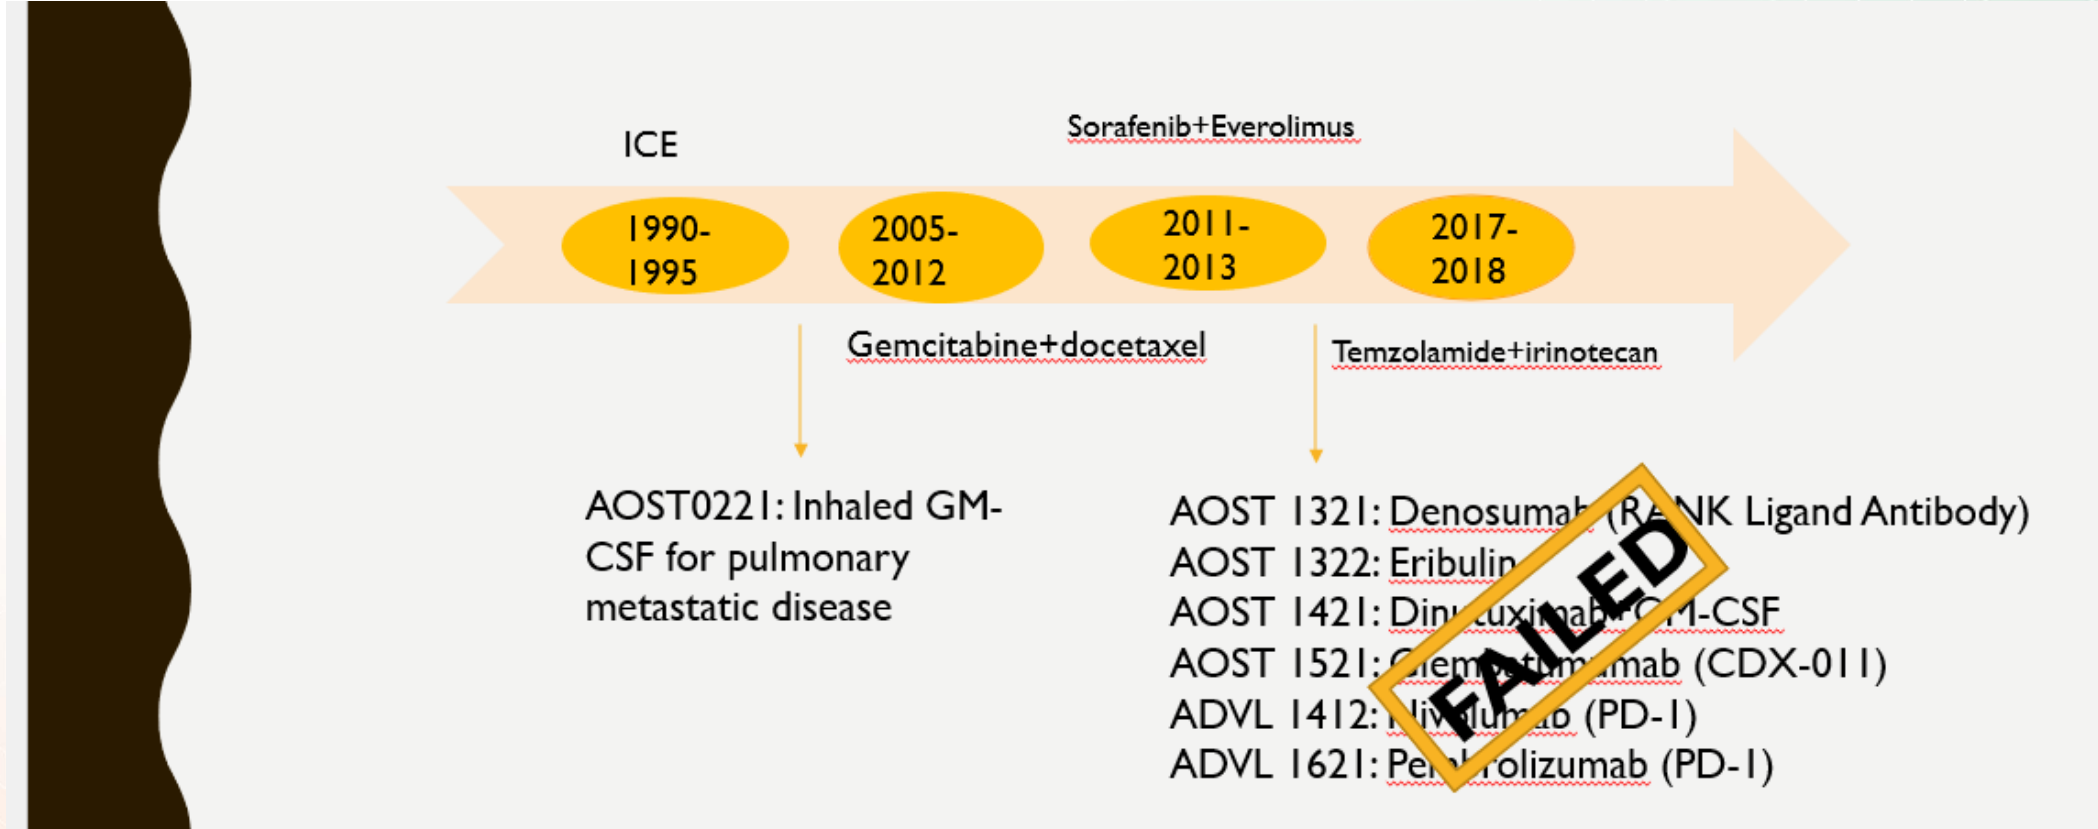 ICE
Sorafenib+Everolimus
1990-
1995
2005-
2012
2011-
2013
2017-
2018
Gemcitabine+docetaxel
Temzolamide+irinotecan
AOST0221: Inhaled GM-
CSF for pulmonary
metastatic disease
AOST 1321: Denosumab (RANK Ligand Antibody)
AOST 1322: Eribulin
AOST 1421: Dinutuximab+GM-CSF
AOST 1521: (CDX-011)
ADVL 1412: Nivolumab (PD-1)
ADVL 1621: Pembrolizumab (PD-1)
FAILED